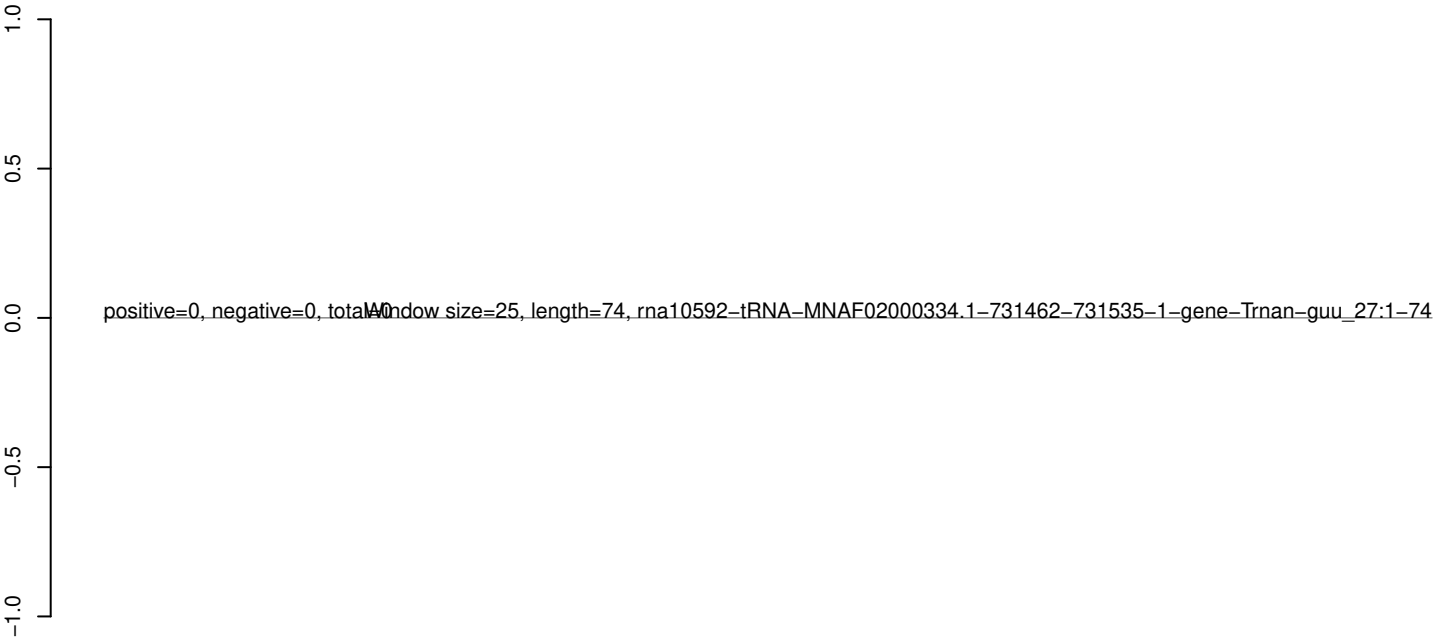 1.0
0.5
0.0
positive=0, negative=0, total=0
Window size=25, length=74, rna10592−tRNA−MNAF02000334.1−731462−731535−1−gene−Trnan−guu_27:1−74
−0.5
−1.0